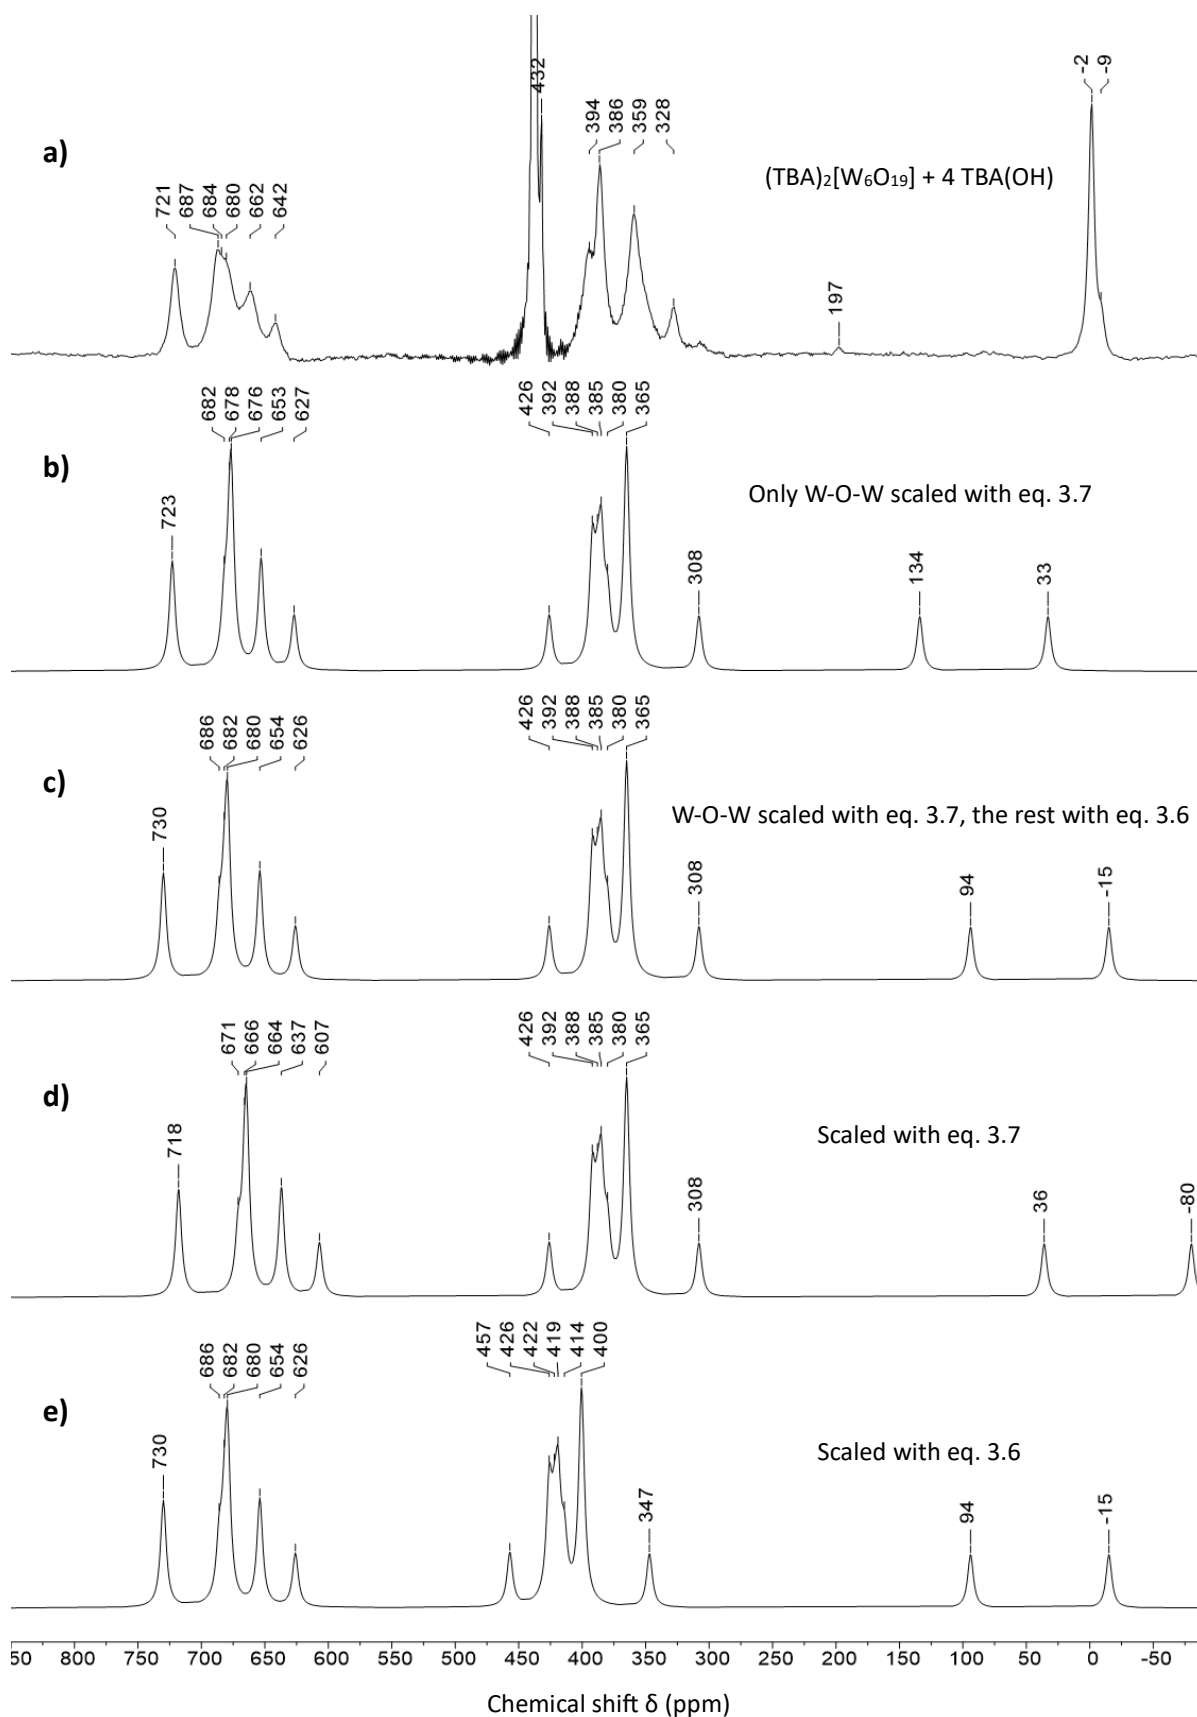 a)
432
394 386 359 328
-2 -9
721 687 684 680 662 642
(TBA)₂[W₆O₁₉] + 4 TBA(OH)
197
b)
682 678 676 653 627
426 392 388 385 380 365
723
Only W-O-W scaled with eq. 3.7
308
134
33
c)
686 682 680 654 626
426 392 388 385 380 365
730
W-O-W scaled with eq. 3.7, the rest with eq. 3.6
308
94
-15
d)
671 666 664 637 607
426 392 388 385 380 365
718
Scaled with eq. 3.7
308
36
-80
e)
686 682 680 654 626
457 426 422 419 414 400
730
Scaled with eq. 3.6
347
94
-15
50 800 750 700 650 600 550 500 450 400 350 300 250 200 150 100 50 0 -50
Chemical shift δ (ppm)